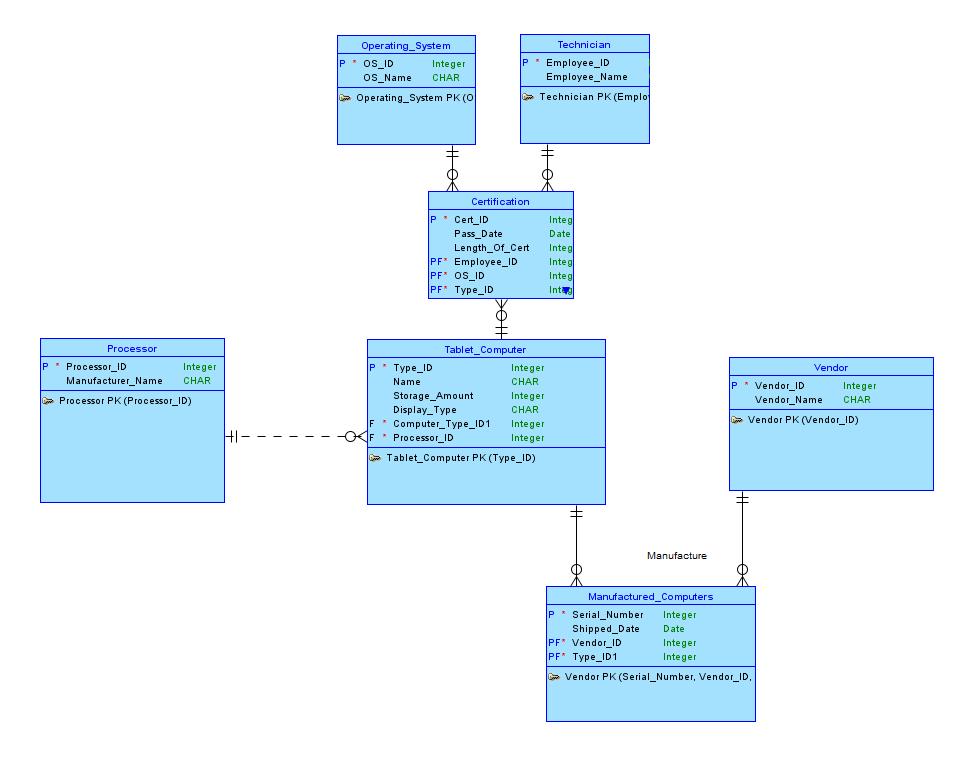 Operating_System
P * OS_ID Integer
OS_Name CHAR
Operating_System PK (O
Technician
P * Employee_ID
Employee_Name
Technician PK (Emplo
Certification
P * Cert_ID Integ
Pass_Date Date
Length_Of_Cert Integ
PF* Employee_ID Integ
PF* OS_ID Integ
PF* Type_ID Integ
Processor
P * Processor_ID Integer
Manufacturer_Name CHAR
Processor PK (Processor_ID)
Tablet_Computer
P * Type_ID Integer
Name CHAR
Storage_Amount Integer
Display_Type CHAR
F * Computer_Type_ID1 Integer
F * Processor_ID Integer
Tablet_Computer PK (Type_ID)
Vendor
P * Vendor_ID Integer
Vendor_Name CHAR
Vendor PK (Vendor_ID)
Manufacture
Manufactured_Computers
P * Serial_Number Integer
Shipped_Date Date
PF* Vendor_ID Integer
PF* Type_ID1 Integer
Vendor PK (Serial_Number, Vendor_ID,